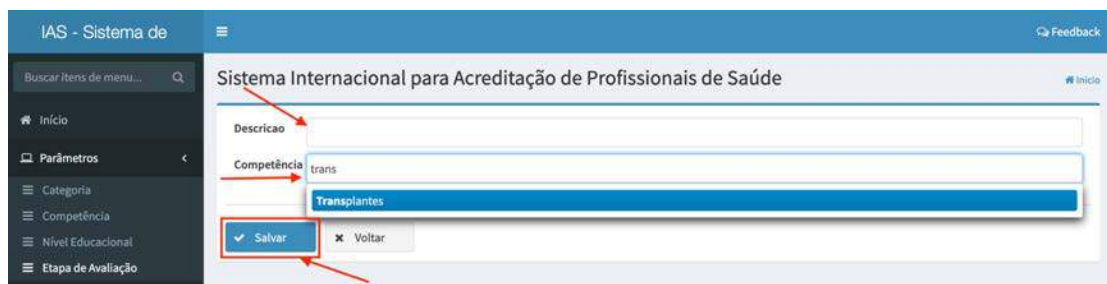 IAS - Sistema de
Feedback
Buscar itens de menu...
Sistema Internacional para Acreditação de Profissionais de Saúde
Início
Início
Descricao
Parâmetros
Competência
trans
Categoria
Transplantes
Competência
Nível Educacional
Salvar
Voltar
Etapa de Avaliação